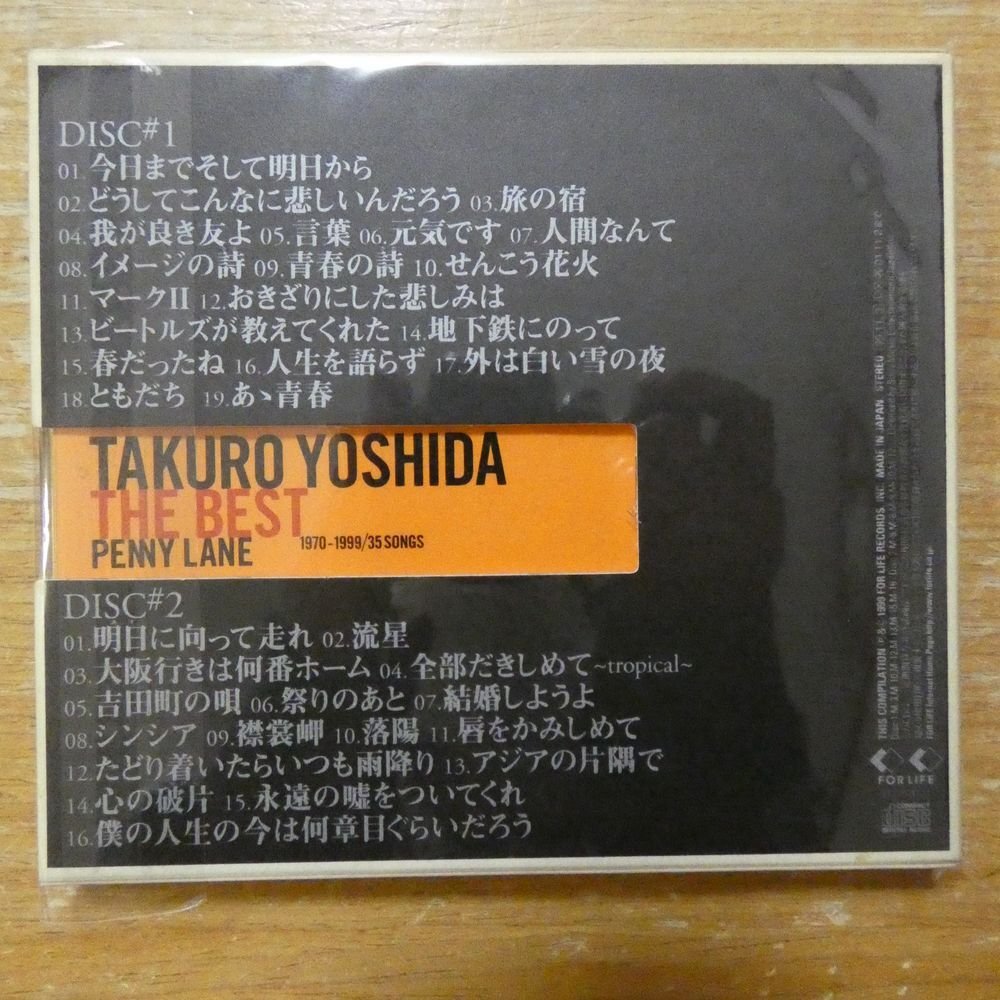 DISC#1
01.今日までそして明日から
02.どうしてこんなに悲しいんだろう 03.旅の宿
04.我が良き友よ 05.言葉 06.元気です 07.人間なんて
08.イメージの詩 09.青春の詩 10.せんこう花火
11.マークII 12.おきざりにした悲しみは
13.ビートルズが教えてくれた 14.地下鉄にのって
15.春だったね 16.人生を語らず 17.外は白い雪の夜
18.ともだち 19.あゝ青春
TAKURO YOSHIDA
THE BEST
PENNY LANE 1970-1999/35 SONGS
DISC#2
01.明日に向って走れ 02.流星
03.大阪行きは何番ホーム 04.全部だきしめて~tropical~
05.吉田町の唄 06.祭りのあと 07.結婚しようよ
08.シンシア 09.襟裳岬 10.落陽 11.唇をかみしめて
12.たどり着いたらいつも雨降り 13.アジアの片隅で
14.心の破片 15.永遠の嘘をついてくれ
16.僕の人生の今は何章目ぐらいだろう
THIS COMPILATION ℗ & © 1999 FOR LIFE RECORDS, INC. MADE IN JAPAN STEREO
FOR LIFE
COMPACT
disc
DIGITAL AUDIO